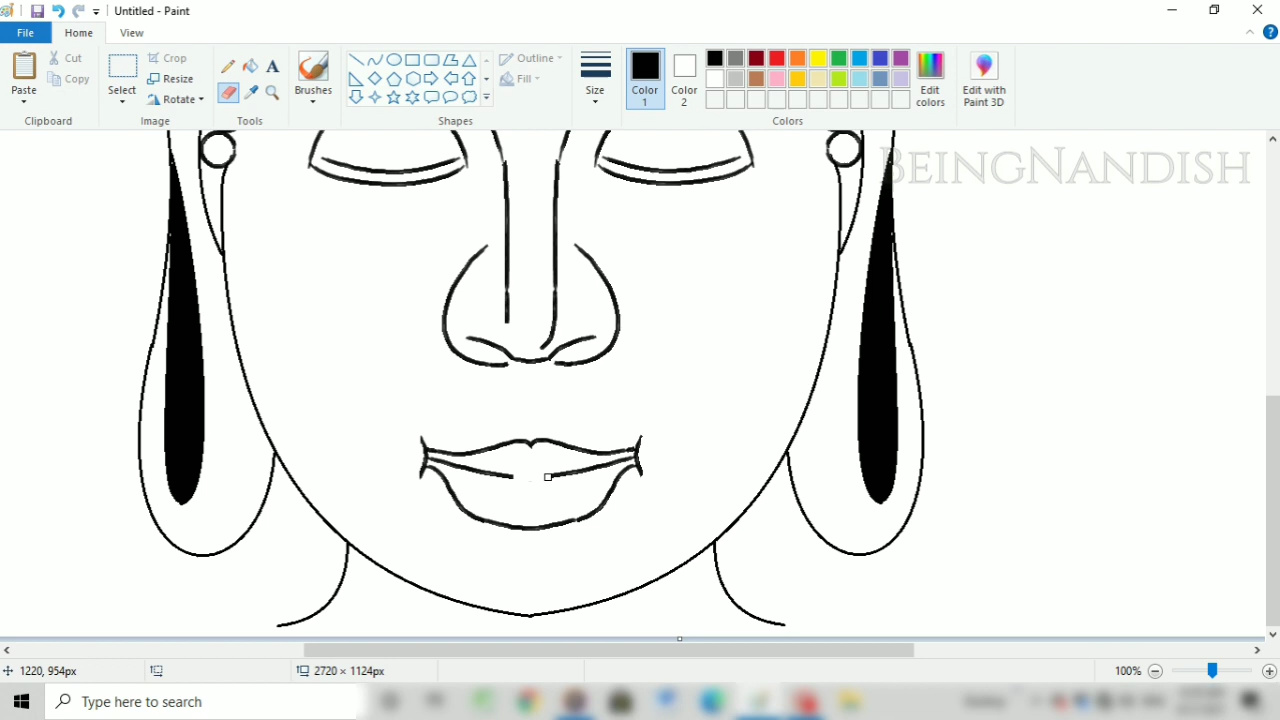 Untitled - Paint
File
Home
View
Paste
Cut
Copy
Clipboard
Select
Crop
Resize
Rotate
Image
Tools
Brushes
Shapes
Outline
Fill
Size
Color 1
Color 2
Edit colors
Colors
Edit with Paint 3D
BEINGNANDISH
1220, 954px
2720 × 1124px
100%
Type here to search